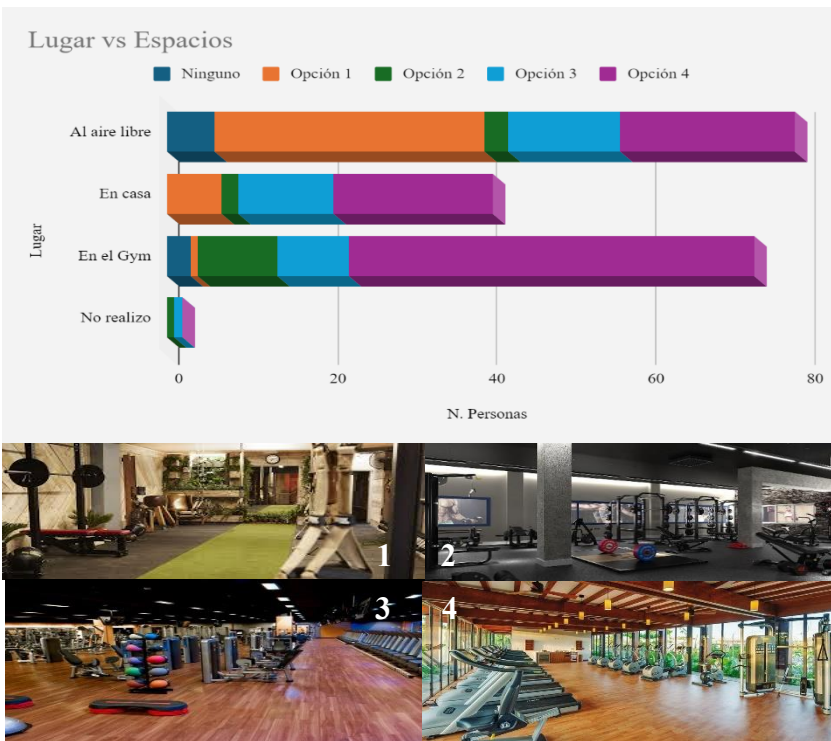 Lugar vs Espacios
Ninguno Opción 1 Opción 2 Opción 3 Opción 4
Al aire libre
En casa
Lugar
En el Gym
No realizo
0 20 40 60 80
N. Personas
1 2
3 4